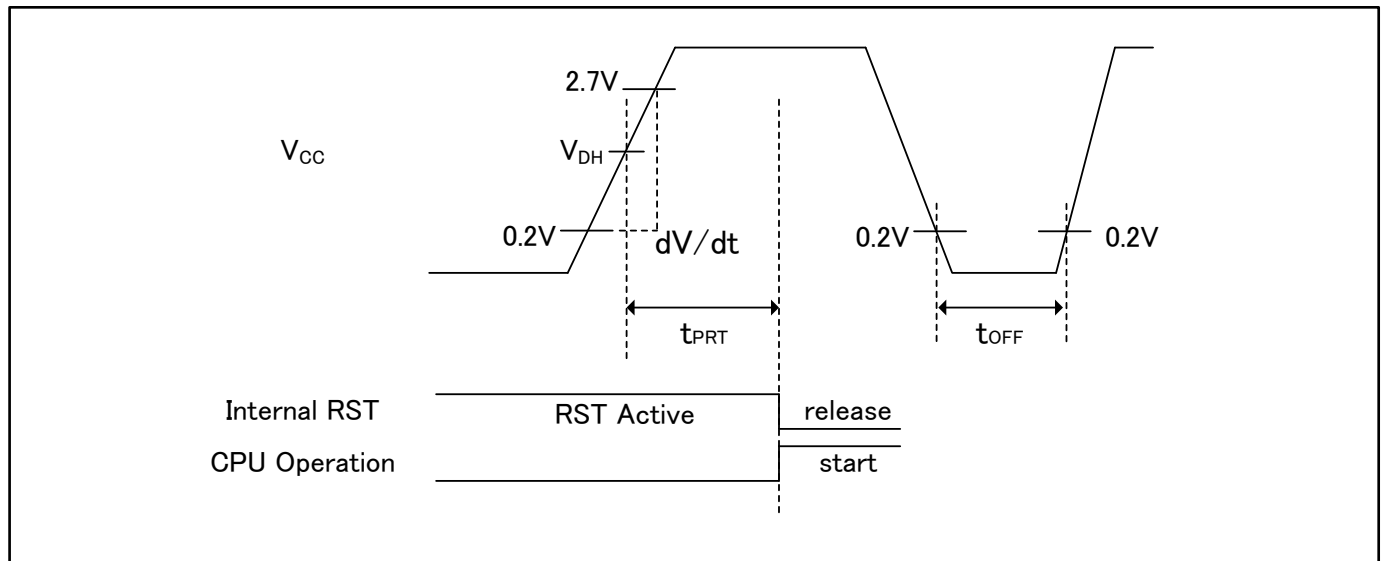 2.7V
VCC
VDH
0.2V
dV/dt
0.2V
0.2V
tPRT
tOFF
Internal RST
RST Active
release
CPU Operation
start